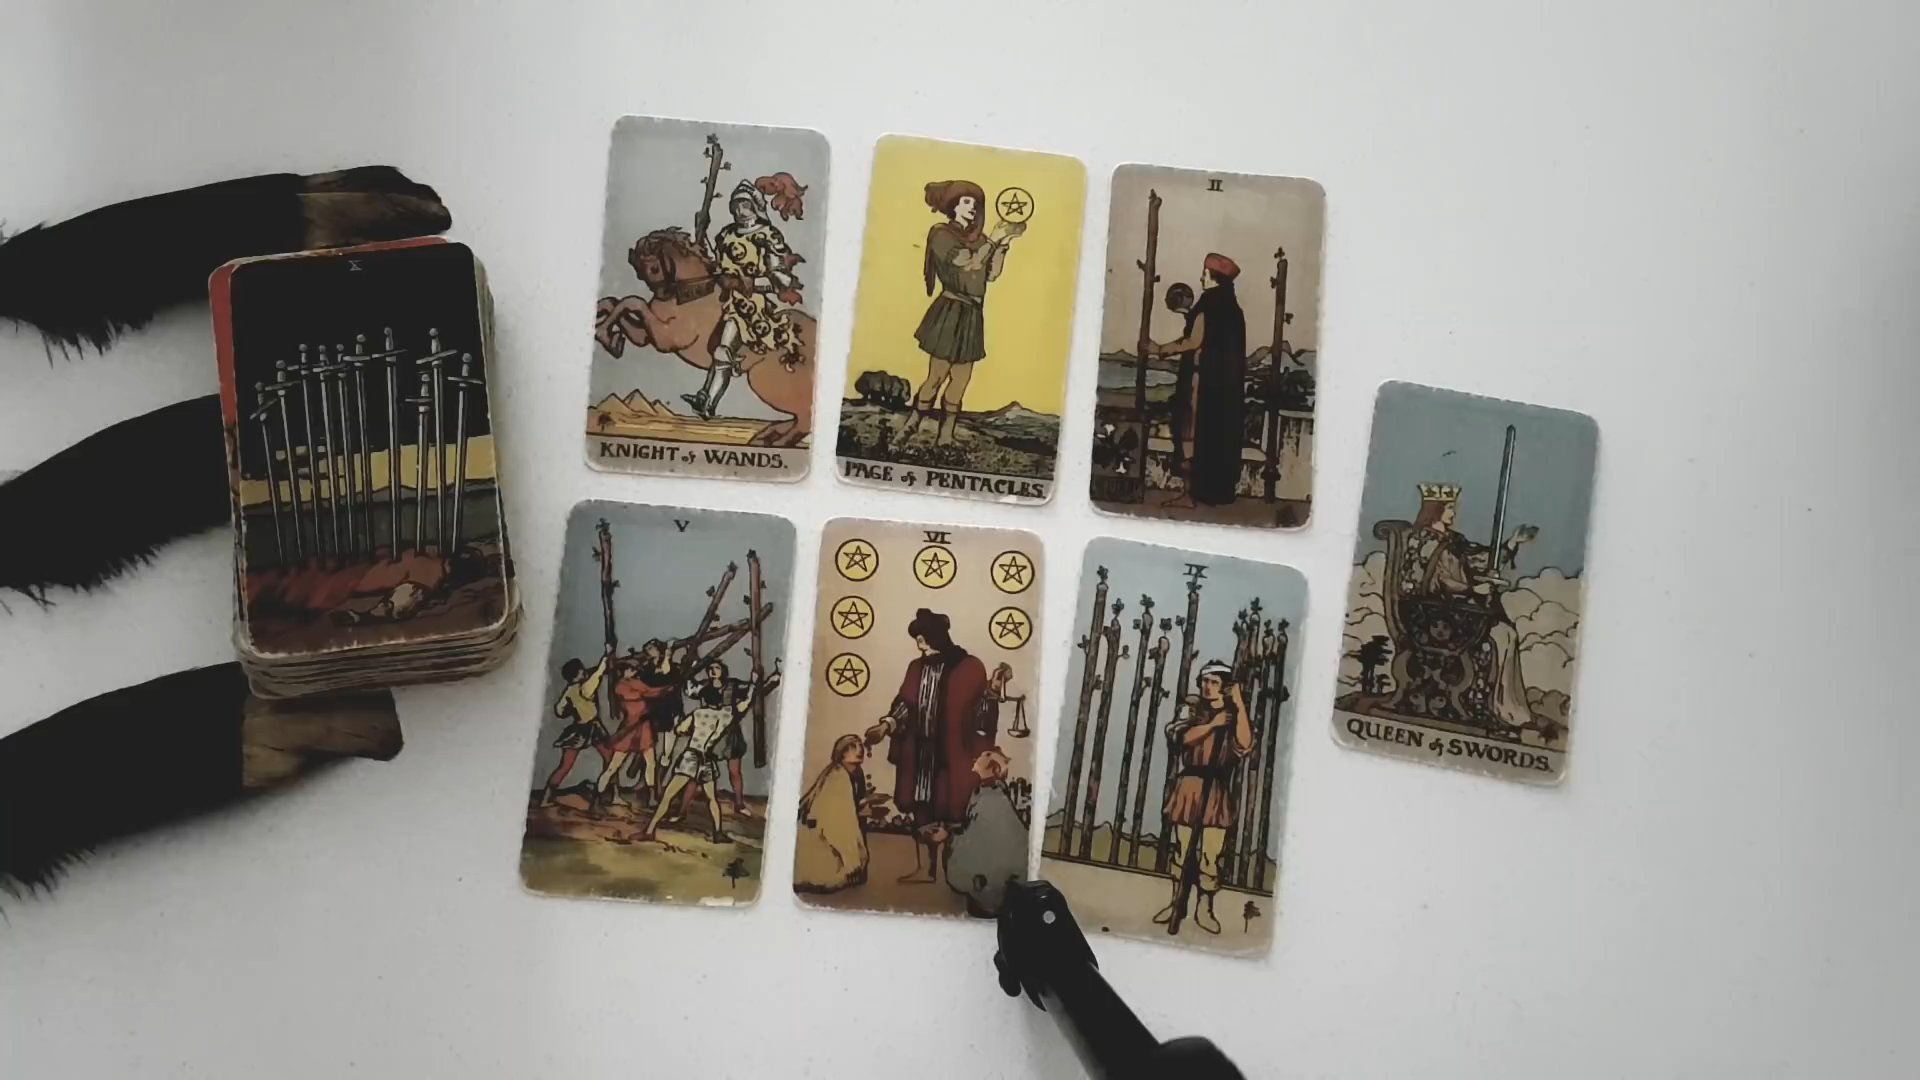 X
KNIGHT of WANDS.
PAGE of PENTACLES
II
V
VI
IX
QUEEN of SWORDS.